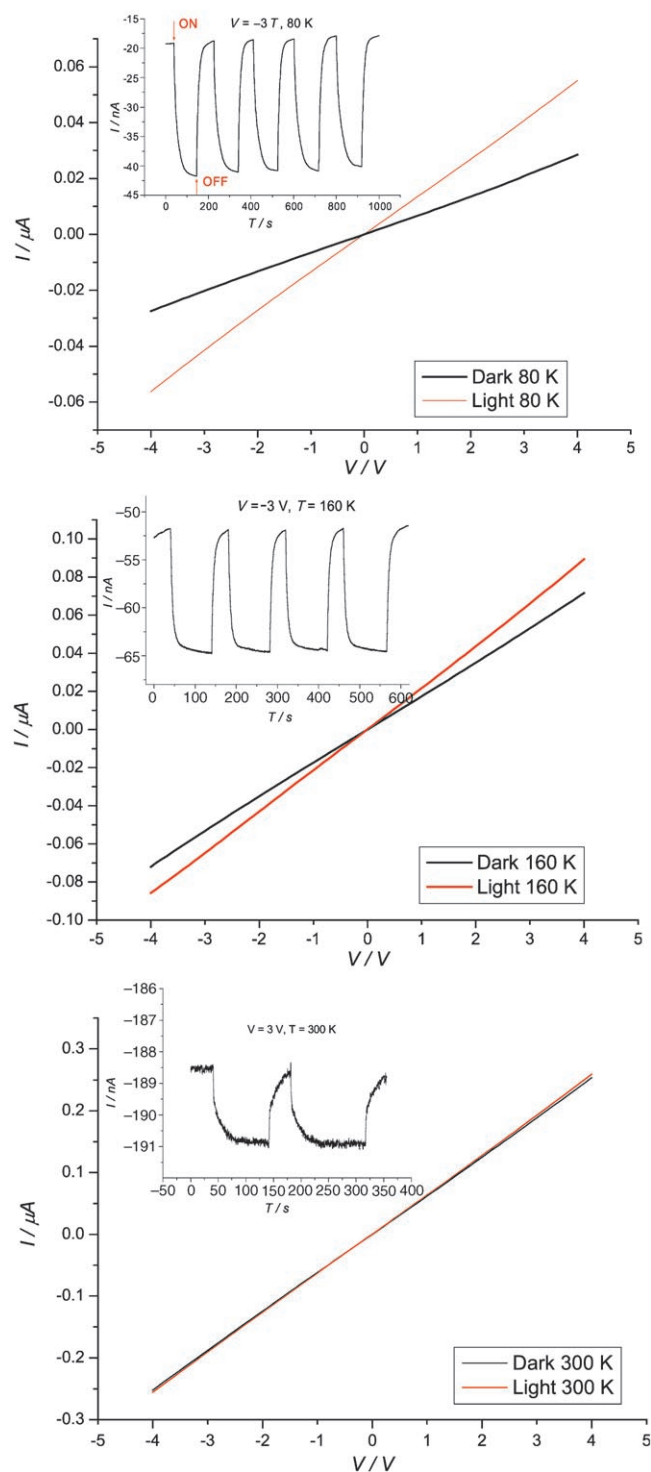 ON
V = −3 T, 80 K
-15
-20
-25
-30
-35
-40
-45
I / nA
OFF
0 200 400 600 800 1000
T / s
0.06
0.04
0.02
0.00
-0.02
-0.04
-0.06
I / µA
Dark 80 K
Light 80 K
-5 -4 -3 -2 -1 0 1 2 3 4 5
V / V
V =−3 V, T = 160 K
−50
−55
−60
−65
I / nA
0 100 200 300 400 500 600
T / s
0.10
0.08
0.06
0.04
0.02
0.00
-0.02
-0.04
-0.06
-0.08
-0.10
I / µA
Dark 160 K
Light 160 K
-5 -4 -3 -2 -1 0 1 2 3 4 5
V / V
V = 3 V, T = 300 K
−186
−187
−188
−189
−190
−191
I / nA
−50 0 50 100 150 200 250 300 350 400
T / s
0.3
0.2
0.1
0.0
-0.1
-0.2
-0.3
I / µA
Dark 300 K
Light 300 K
-5 -4 -3 -2 -1 0 1 2 3 4 5
V / V